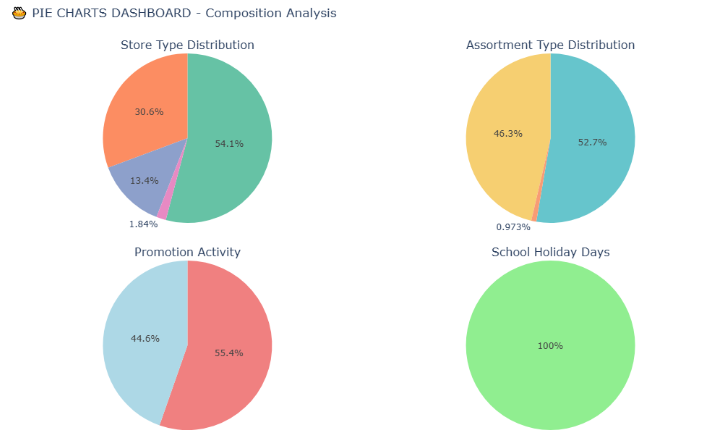 🥧 PIE CHARTS DASHBOARD - Composition Analysis
Store Type Distribution
Assortment Type Distribution
30.6%
54.1%
13.4%
1.84%
46.3%
52.7%
0.973%
Promotion Activity
School Holiday Days
44.6%
55.4%
100%